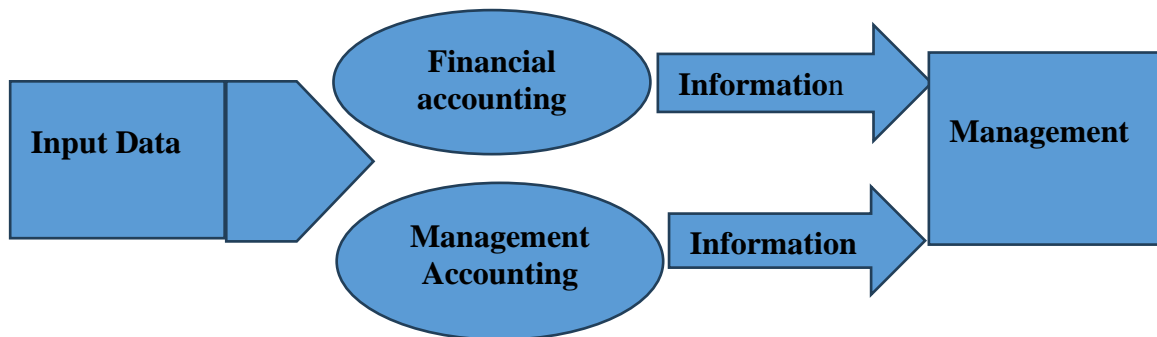 Financial
accounting
Information
Input Data
Management
Management
Accounting
Information